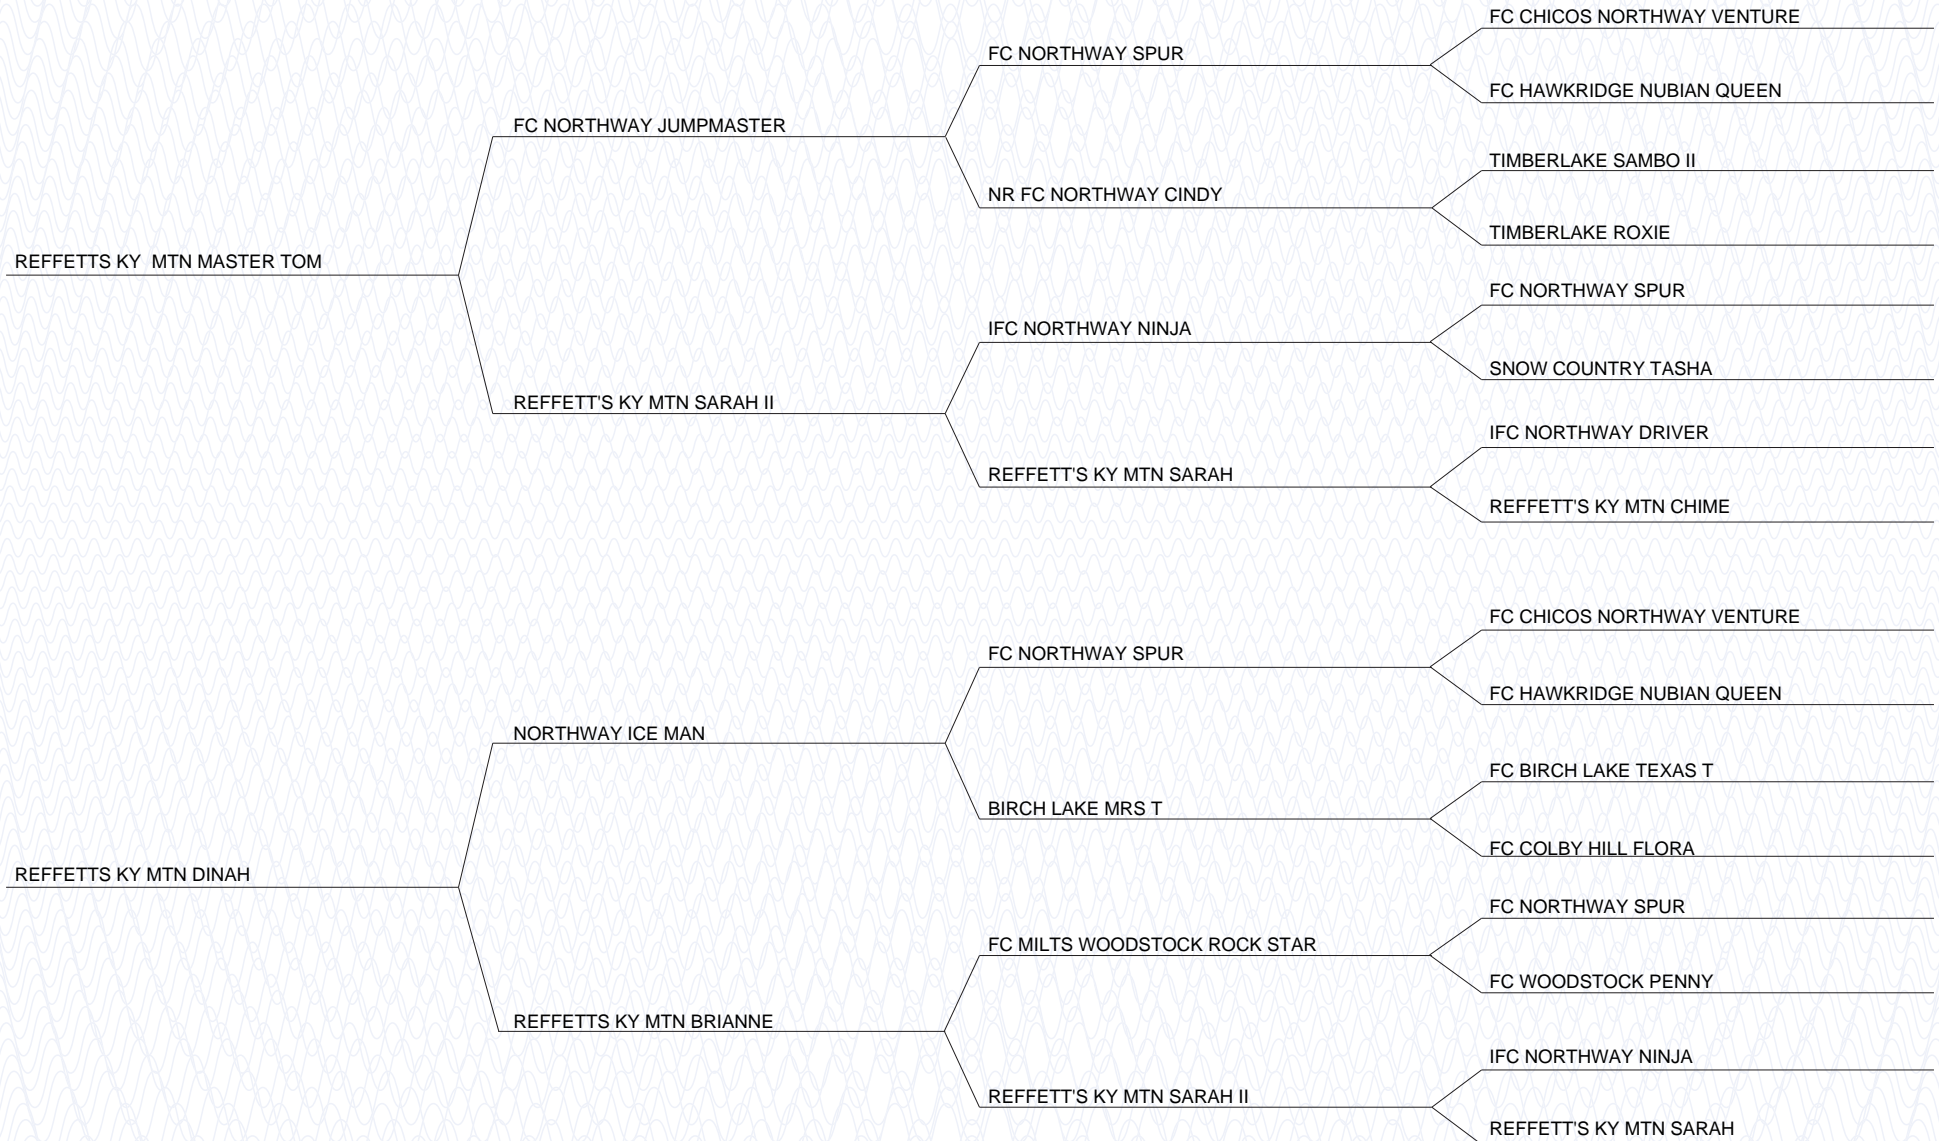 FC CHICOS NORTHWAY VENTURE
FC NORTHWAY SPUR
FC HAWKRIDGE NUBIAN QUEEN
FC NORTHWAY JUMPMASTER
TIMBERLAKE SAMBO II
NR FC NORTHWAY CINDY
TIMBERLAKE ROXIE
REFFETTS KY  MTN MASTER TOM
FC NORTHWAY SPUR
IFC NORTHWAY NINJA
SNOW COUNTRY TASHA
REFFETT'S KY MTN SARAH II
IFC NORTHWAY DRIVER
REFFETT'S KY MTN SARAH
REFFETT'S KY MTN CHIME
FC CHICOS NORTHWAY VENTURE
FC NORTHWAY SPUR
FC HAWKRIDGE NUBIAN QUEEN
NORTHWAY ICE MAN
FC BIRCH LAKE TEXAS T
BIRCH LAKE MRS T
FC COLBY HILL FLORA
REFFETTS KY MTN DINAH
FC NORTHWAY SPUR
FC MILTS WOODSTOCK ROCK STAR
FC WOODSTOCK PENNY
REFFETTS KY MTN BRIANNE
IFC NORTHWAY NINJA
REFFETT'S KY MTN SARAH II
REFFETT'S KY MTN SARAH